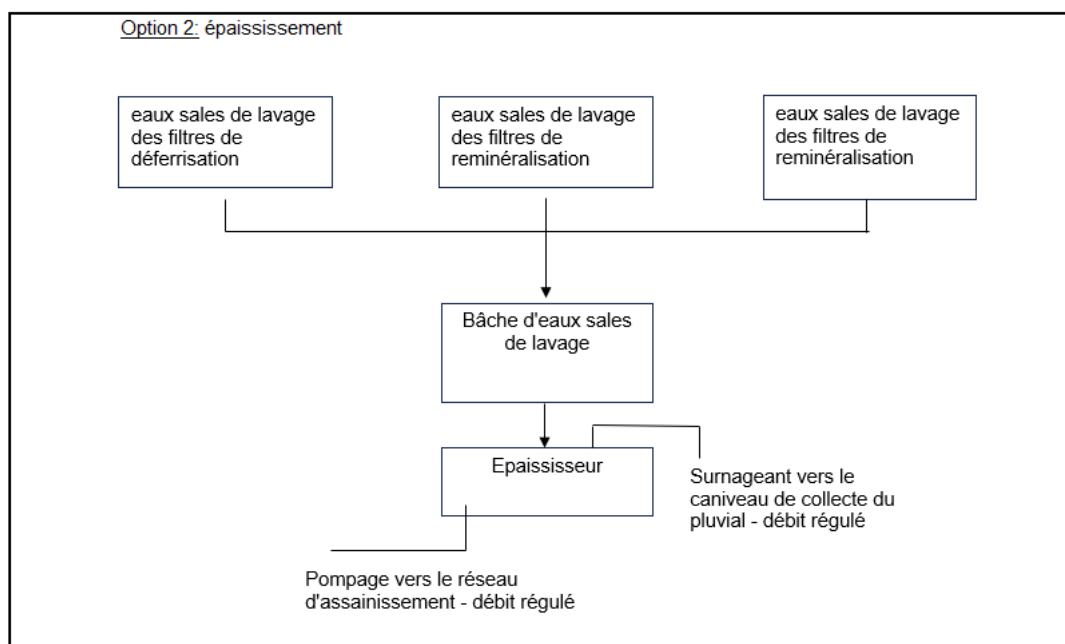 Option 2: épaississement
eaux sales de lavage
des filtres de
déferrisation
eaux sales de lavage
des filtres de
reminéralisation
eaux sales de lavage
des filtres de
reminéralisation
Bâche d'eaux sales
de lavage
Epaississeur
Surnageant vers le
caniveau de collecte du
pluvial - débit régulé
Pompage vers le réseau
d'assainissement - débit régulé